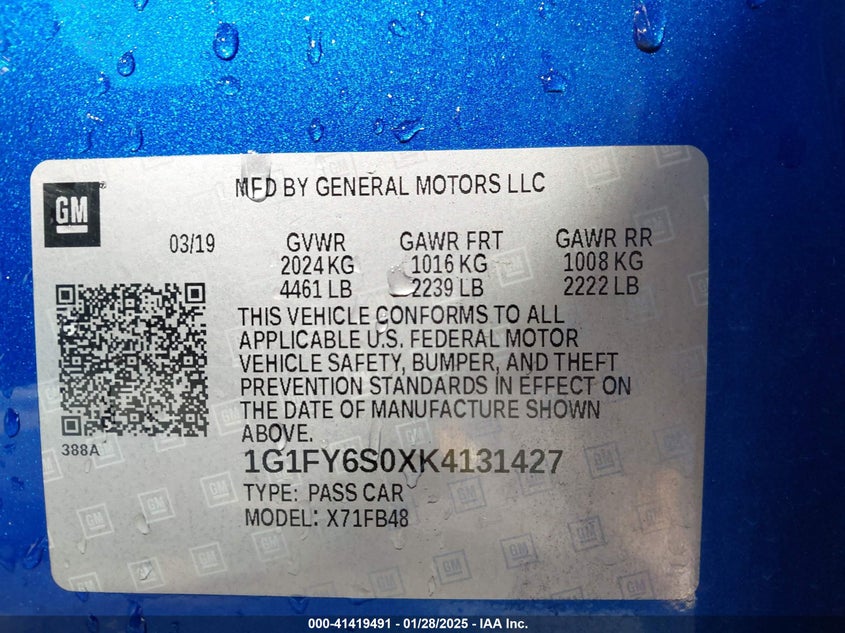 MFD BY GENERAL MOTORS LLC
GM
03/19 GVWR GAWR FRT GAWR RR
2024 KG 1016 KG 1008 KG
4461 LB 2239 LB 2222 LB
THIS VEHICLE CONFORMS TO ALL
APPLICABLE U.S. FEDERAL MOTOR
VEHICLE SAFETY, BUMPER, AND THEFT
PREVENTION STANDARDS IN EFFECT ON
THE DATE OF MANUFACTURE SHOWN
ABOVE.
388A
1G1FY6S0XK4131427
TYPE: PASS CAR
MODEL: X71FB48
000-41419491 - 01/28/2025 - IAA Inc.